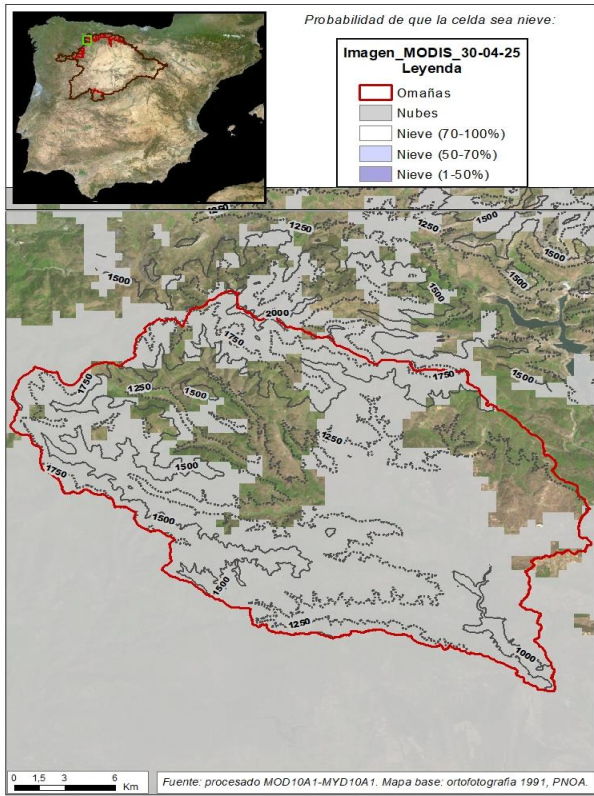 Probabilidad de que la celda sea nieve:
Imagen_MODIS_30-04-25
Leyenda
Omañas
Nubes
Nieve (70-100%)
Nieve (50-70%)
Nieve (1-50%)
1250
1250
1500
1500
1500
1500
1500
2000
1750
1750
1750
1250
1500
1250
1500
1750
1500
1500
1250
1000
0 1,5 3 6
Km
Fuente: procesado MOD10A1-MYD10A1. Mapa base: ortofotografía 1991, PNOA.